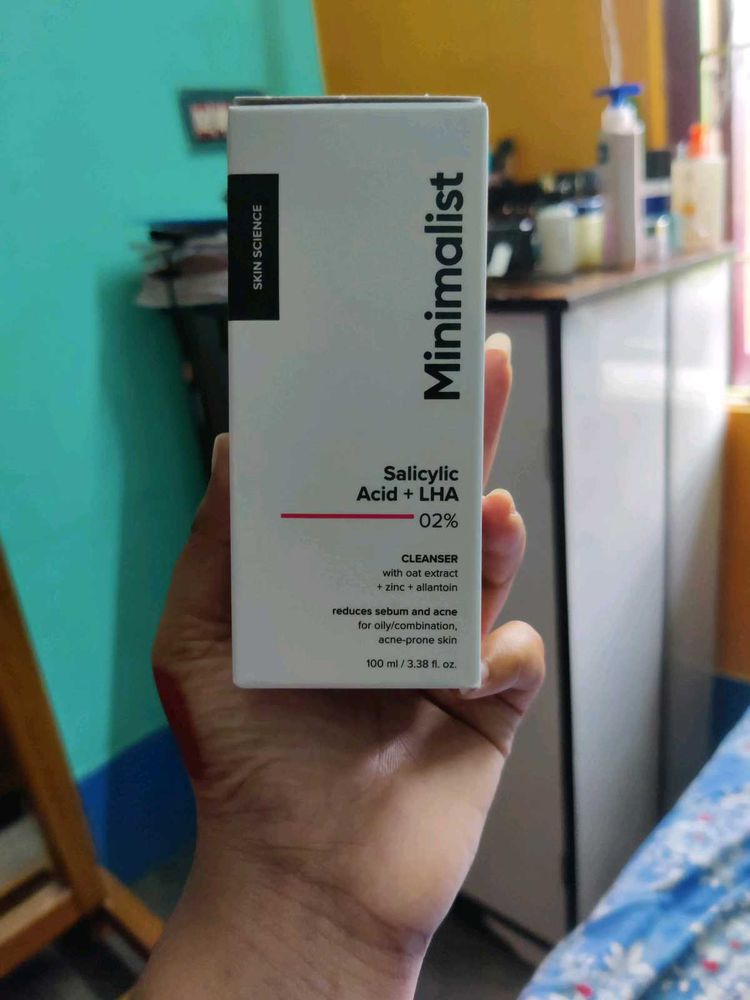 SKIN SCIENCE
Minimalist
Salicylic
Acid + LHA
02%
CLEANSER
with oat extract
+ zinc + allantoin
reduces sebum and acne
for oily/combination,
acne-prone skin
100 ml / 3.38 fl. oz.